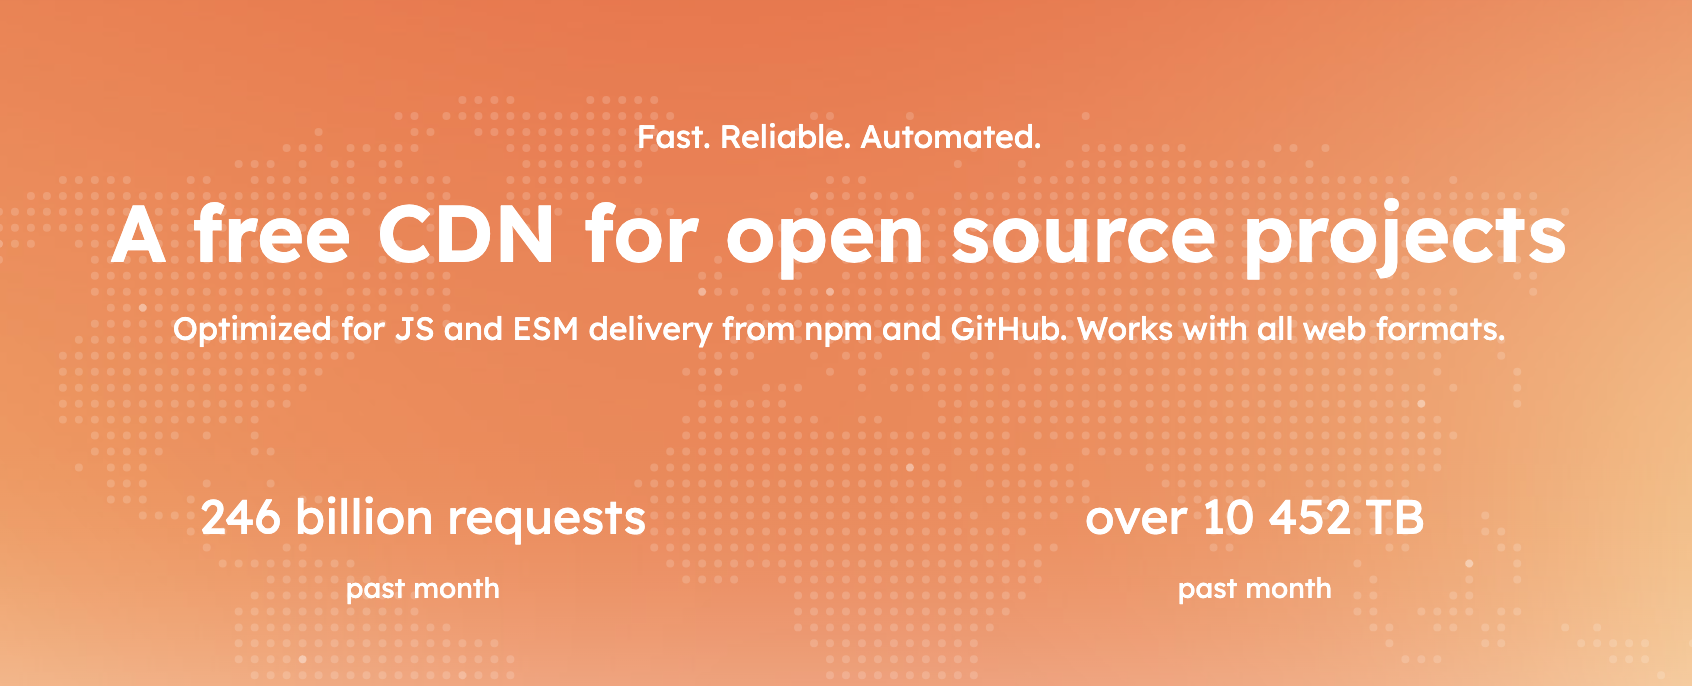 Fast. Reliable. Automated.
A free CDN for open source projects
Optimized for JS and ESM delivery from npm and GitHub. Works with all web formats.
246 billion requests
past month
over 10 452 TB
past month